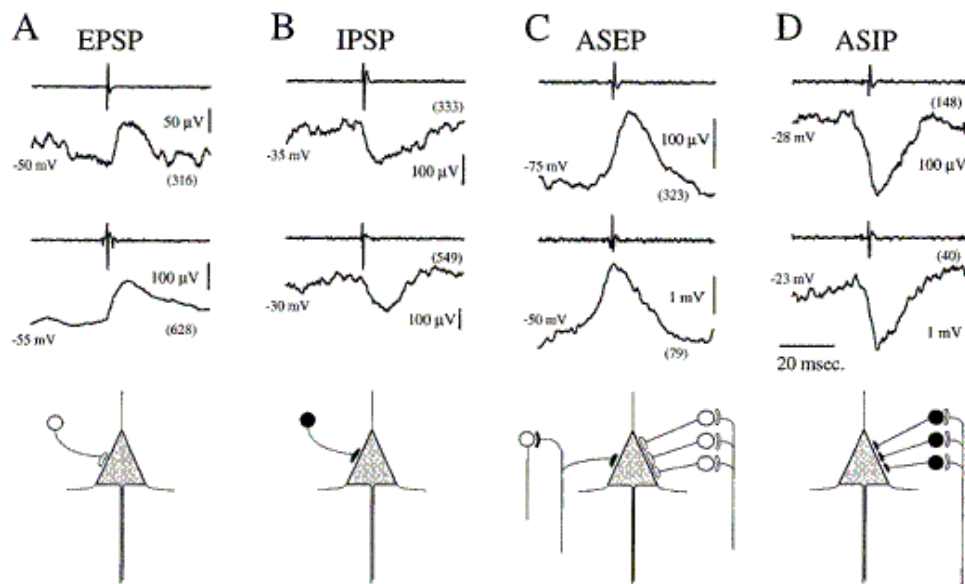 A
EPSP
50 µV
-50 mV
(316)
100 µV
-55 mV
(628)
B
IPSP
(333)
-35 mV
100 µV
(549)
-30 mV
100 µV
C
ASEP
100 µV
-75 mV
(323)
1 mV
-50 mV
(79)
D
ASIP
(148)
-28 mV
100 µV
(40)
-23 mV
1 mV
20 msec.